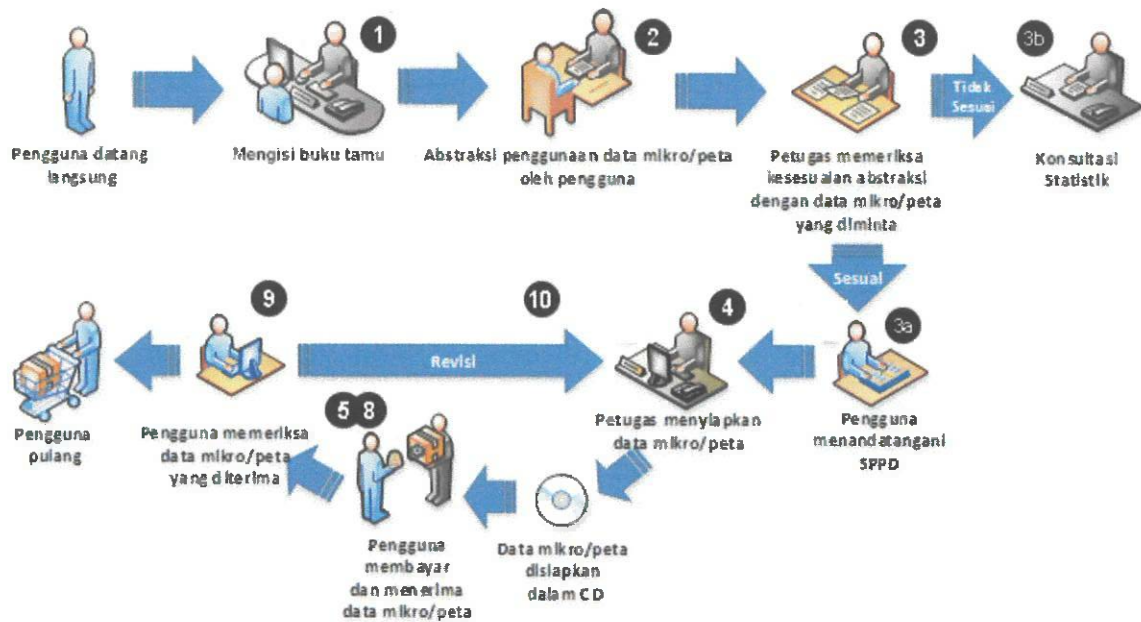 1
2
3
3b
Tidak
Sesuai
Pengguna datang
langsung
Mengisi buku tamu
Abstraksi penggunaan data mikro/peta
oleh pengguna
Petugas memeriksa
kesesuaian abstraksi
dengan data mikro/peta
yang diminta
Konsultasi
Statistik
Sesuai
9
10
4
3a
Revisi
Pengguna
pulang
Pengguna memeriksa
data mikro/peta
yang diterima
5 8
Petugas menyiapkan
data mikro/peta
Pengguna
menandatangani
SPPD
Pengguna
membayar
dan menerima
data mikro/peta
Data mikro/peta
disiapkan
dalam CD